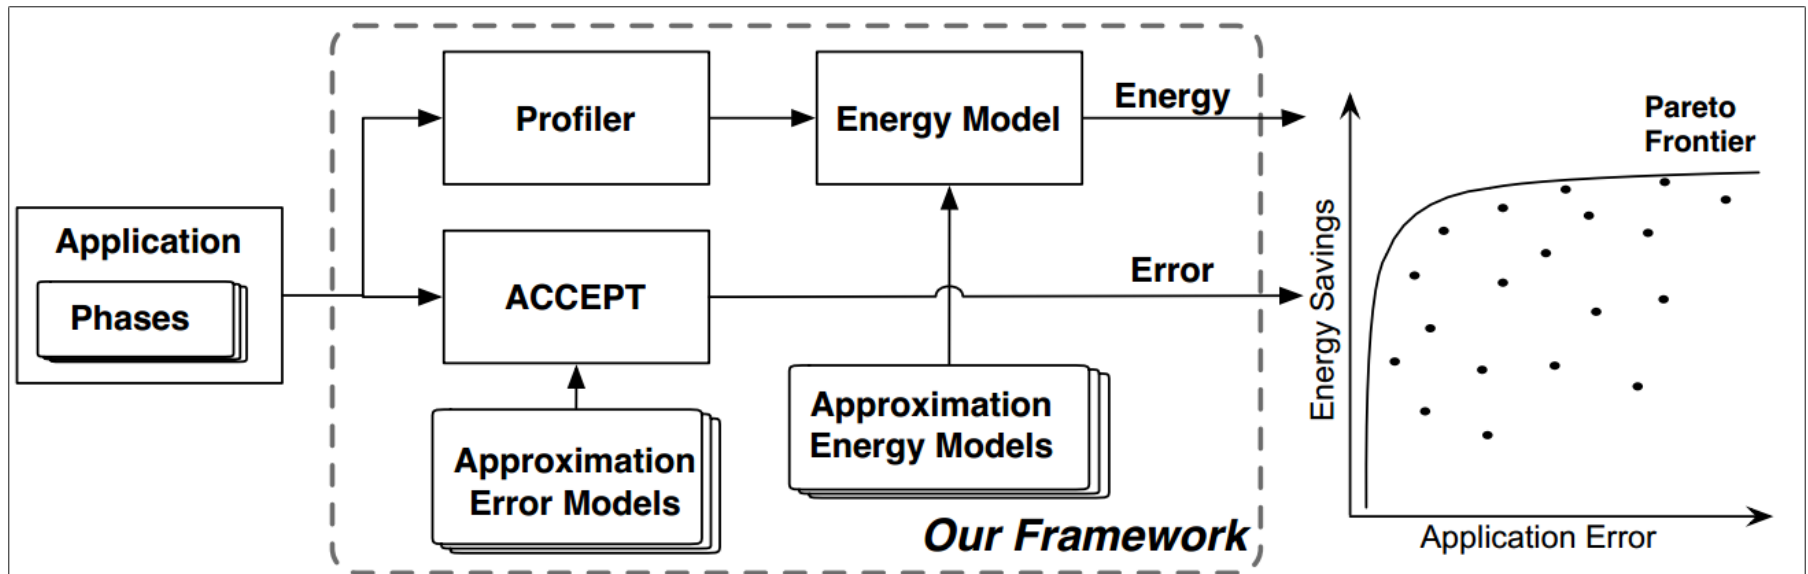 Application
Phases
Profiler
Energy Model
Energy
ACCEPT
Error
Approximation
Error Models
Approximation
Energy Models
Our Framework
Pareto
Frontier
Energy Savings
Application Error